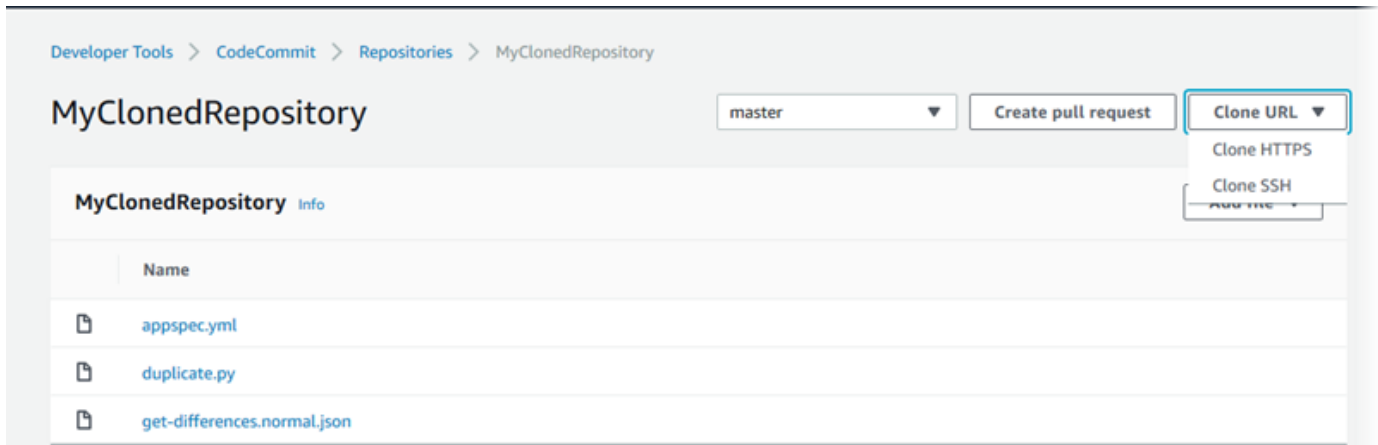 Developer Tools > CodeCommit > Repositories > MyClonedRepository
MyClonedRepository master Create pull request Clone URL
Clone HTTPS
Clone SSH
MyClonedRepository Info
Name
appspec.yml
duplicate.py
get-differences.normal.json